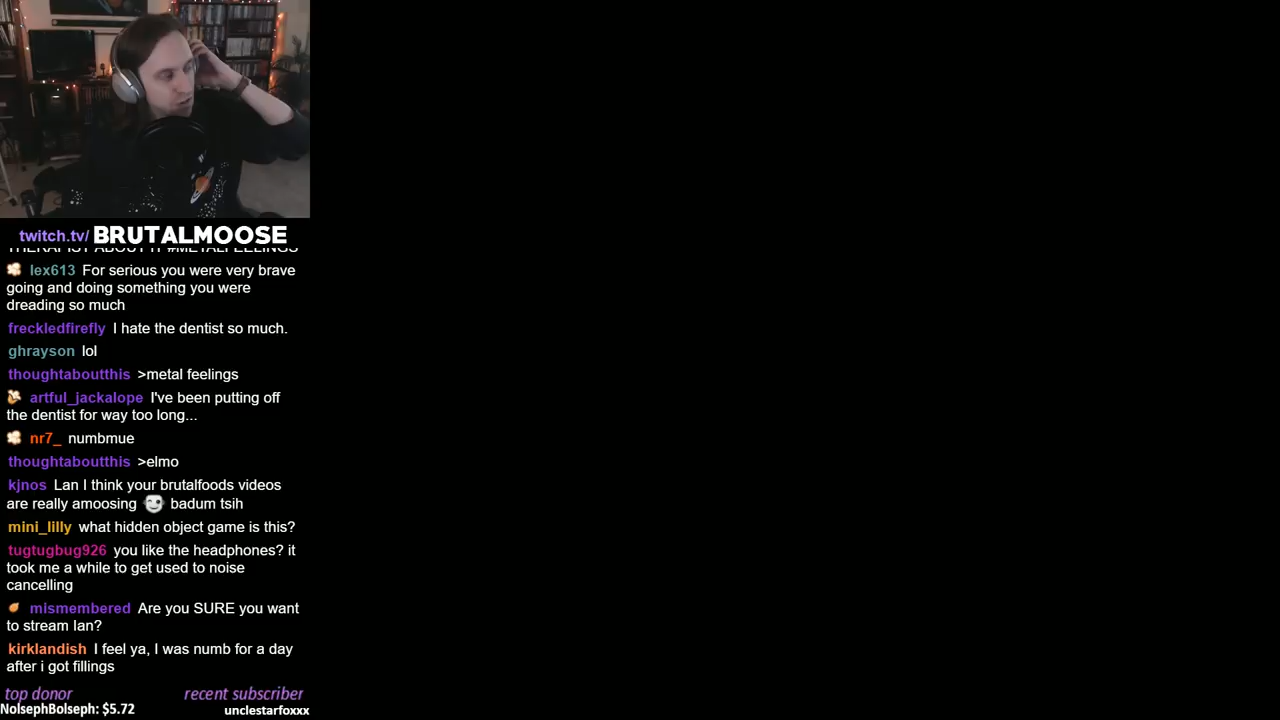 twitch.tv/ BRUTALMOOSE
THERAPIST ABOUT IT #METALFEELINGS
lex613 For serious you were very brave
going and doing something you were
dreading so much
freckledfirefly I hate the dentist so much.
ghrayson lol
thoughtaboutthis >metal feelings
artful_jackalope I've been putting off
the dentist for way too long...
nr7_ numbmue
thoughtaboutthis >elmo
kjnos Lan I think your brutalfoods videos
are really amoosing badum tsih
mini_lilly what hidden object game is this?
tugtugbug926 you like the headphones? it
took me a while to get used to noise
cancelling
mismembered Are you SURE you want
to stream Ian?
kirklandish I feel ya, I was numb for a day
after i got fillings
top donor recent subscriber
NolsephBolseph: $5.72 unclestarfoxxx